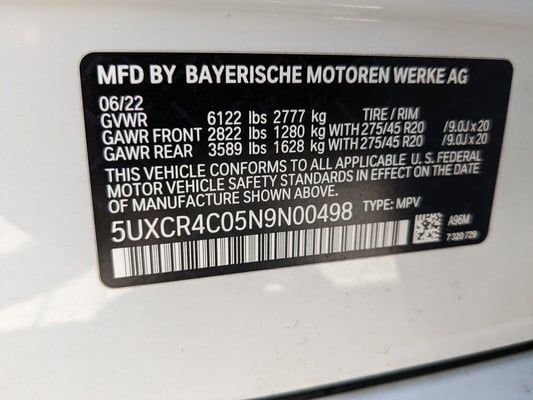 MFD BY BAYERISCHE MOTOREN WERKE AG
06/22
GVWR 6122 lbs 2777 kg TIRE / RIM
GAWR FRONT 2822 lbs 1280 kg WITH 275/45 R20 /9.0J x 20
GAWR REAR 3589 lbs 1628 kg WITH 275/45 R20 /9.0J x 20
THIS VEHICLE CONFORMS TO ALL APPLICABLE U.S. FEDERAL
MOTOR VEHICLE SAFETY STANDARDS IN EFFECT ON THE DATE
OF MANUFACTURE SHOWN ABOVE.
5UXCR4C05N9N00498 TYPE: MPV
A96M
7 320 729